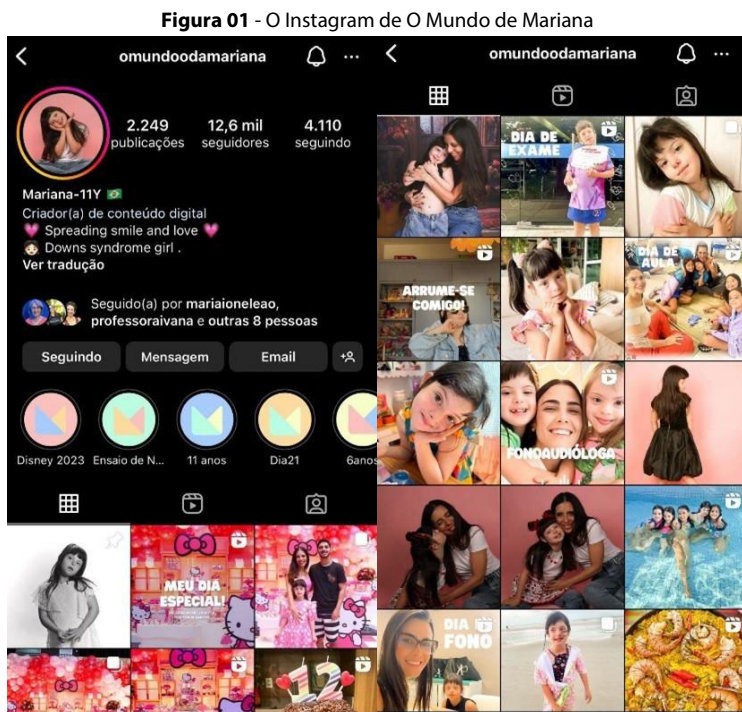 Figura 01 - O Instagram de O Mundo de Mariana
omundoodamariana
2.249 12,6 mil 4.110
publicações seguidores seguindo
Mariana-11Y
Criador(a) de conteúdo digital
Spreading smile and love
Downs syndrome girl .
Ver tradução
Seguido(a) por mariaioneleao,
professoraivana e outras 8 pessoas
Seguindo Mensagem Email
Disney 2023 Ensaio de N... 11 anos Dia21 6anos
MEU DIA
ESPECIAL!
12
omundoodamariana
DIA DE
EXAME
ARRUME-SE
COMIGO!
DIA DE
AULA
FONOAUDIÓLOGA
DIA
FONO